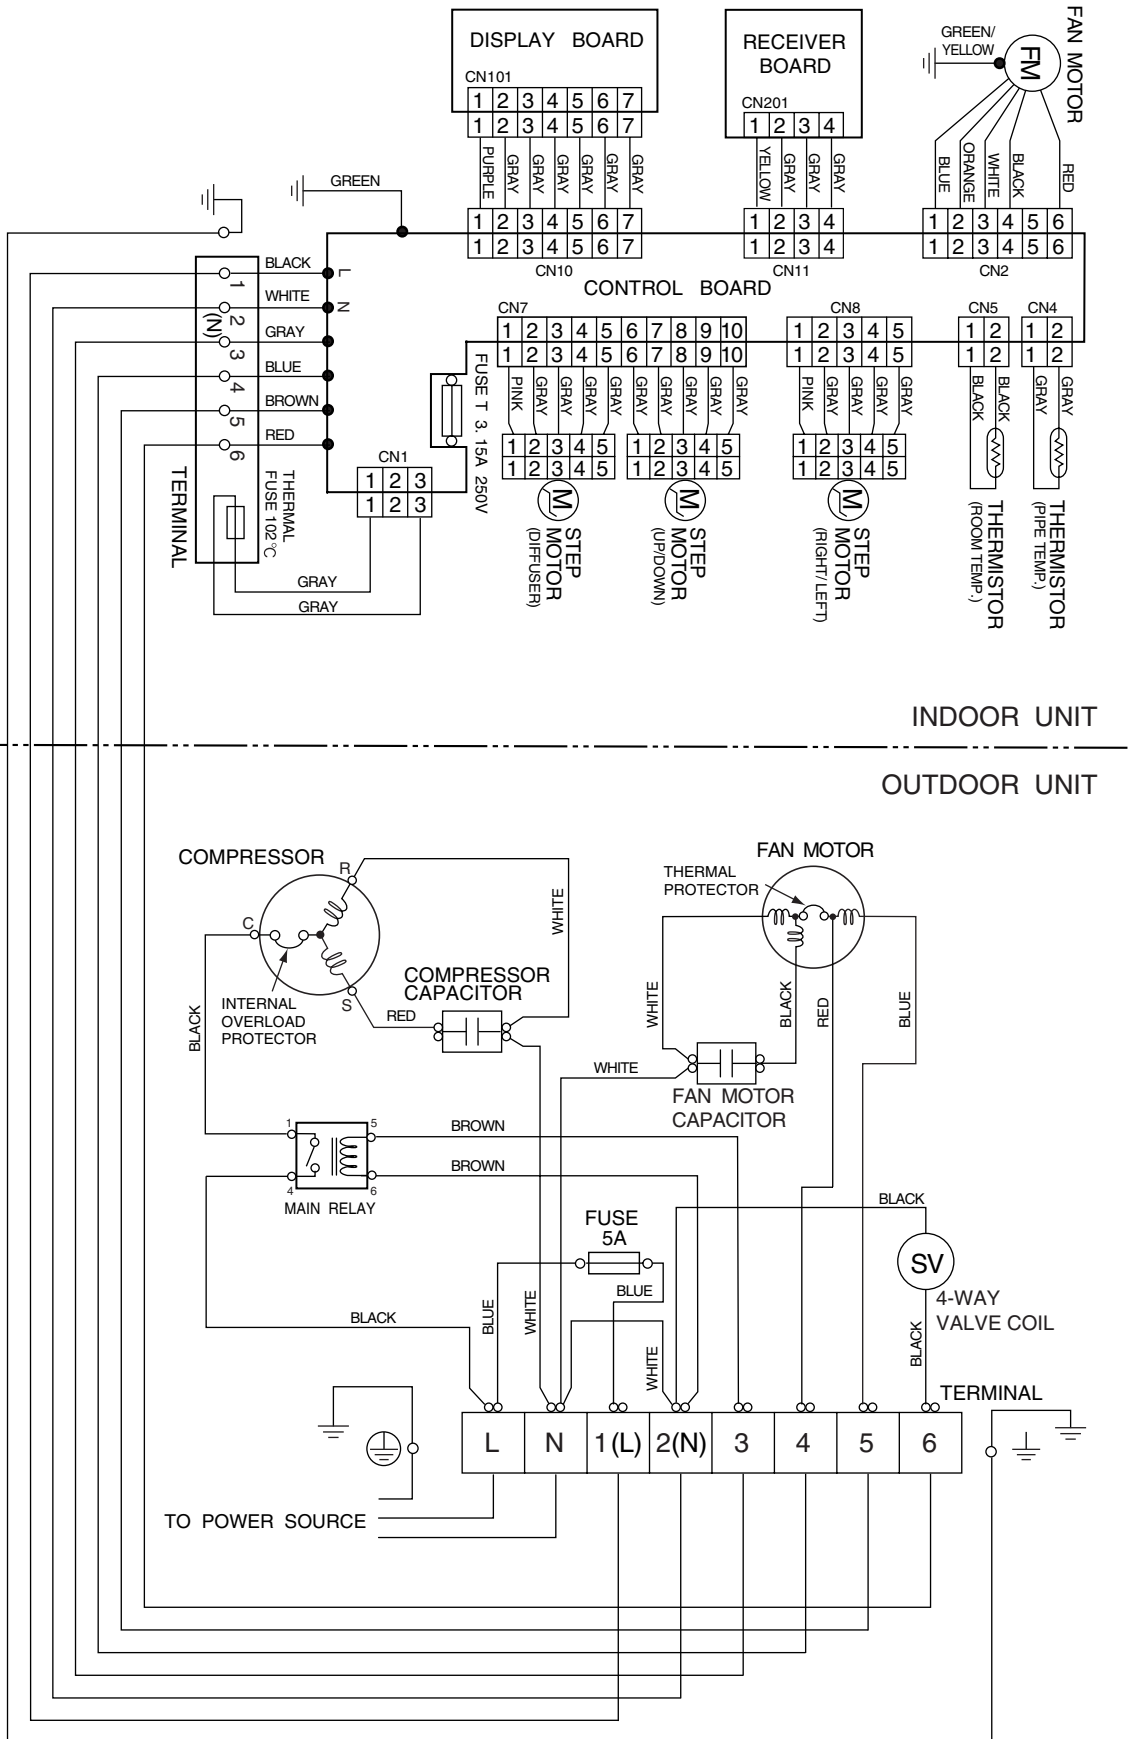 DISPLAY BOARD
CN101
1 2 3 4 5 6 7
1 2 3 4 5 6 7
PURPLE
GRAY
GRAY
GRAY
GRAY
GRAY
GRAY
1 2 3 4 5 6 7
1 2 3 4 5 6 7
CN10
RECEIVER
BOARD
CN201
1 2 3 4
YELLOW
GRAY
GRAY
GRAY
1 2 3 4
1 2 3 4
CN11
GREEN/
YELLOW
FM
FAN MOTOR
BLUE
ORANGE
WHITE
BLACK
RED
1 2 3 4 5 6
1 2 3 4 5 6
CN2
GREEN
CONTROL BOARD
BLACK
WHITE
GRAY
BLUE
BROWN
RED
L
N
1
2
(N)
3
4
5
6
TERMINAL
THERMAL
FUSE 102℃
CN1
1 2 3
1 2 3
GRAY
GRAY
FUSE T 3. 15A 250V
CN7
1 2 3 4 5 6 7 8 9 10
1 2 3 4 5 6 7 8 9 10
PINK
GRAY
GRAY
GRAY
GRAY
GRAY
GRAY
GRAY
GRAY
GRAY
1 2 3 4 5
1 2 3 4 5
M
STEP
MOTOR
(DIFFUSER)
1 2 3 4 5
1 2 3 4 5
M
STEP
MOTOR
(UP/DOWN)
CN8
1 2 3 4 5
1 2 3 4 5
PINK
GRAY
GRAY
GRAY
GRAY
1 2 3 4 5
1 2 3 4 5
M
STEP
MOTOR
(RIGHT/LEFT)
CN5
1 2
1 2
BLACK
BLACK
THERMISTOR
(ROOM TEMP.)
CN4
1 2
1 2
GRAY
GRAY
THERMISTOR
(PIPE TEMP.)
INDOOR UNIT
OUTDOOR UNIT
COMPRESSOR
R
C
S
INTERNAL
OVERLOAD
PROTECTOR
BLACK
RED
WHITE
COMPRESSOR
CAPACITOR
FAN MOTOR
THERMAL
PROTECTOR
WHITE
BLACK
RED
BLUE
WHITE
FAN MOTOR
CAPACITOR
1
5
4
6
MAIN RELAY
BROWN
BROWN
BLACK
FUSE
5A
BLUE
BLUE
WHITE
WHITE
BLACK
SV
4-WAY
VALVE COIL
BLACK
BLACK
TERMINAL
L N 1(L) 2(N) 3 4 5 6
TO POWER SOURCE